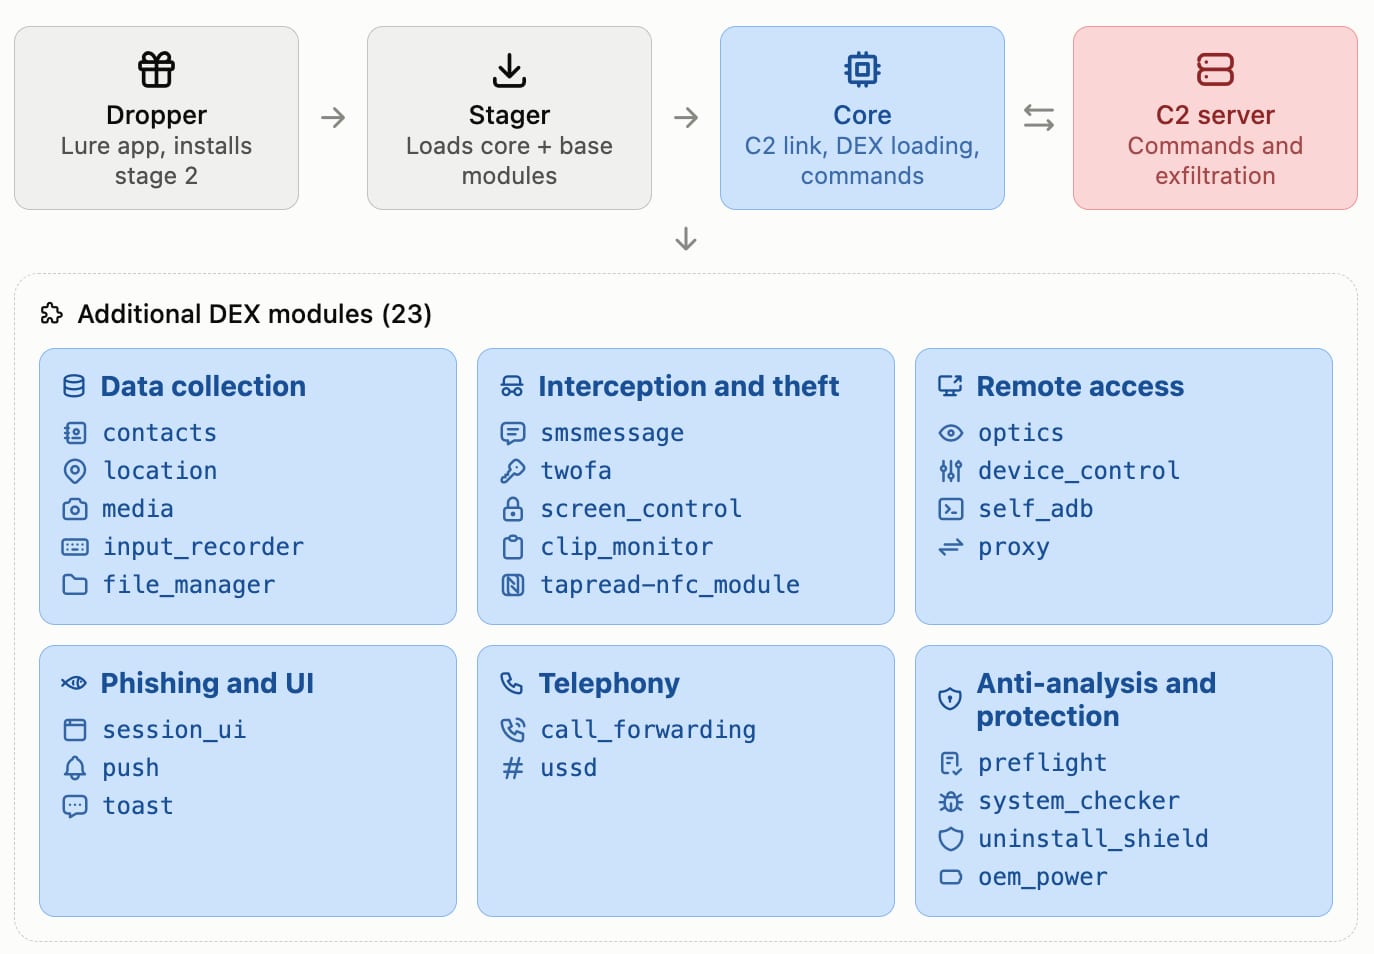 Dropper
Lure app, installs
stage 2
Stager
Loads core + base
modules
Core
C2 link, DEX loading,
commands
C2 server
Commands and
exfiltration
Additional DEX modules (23)
Data collection
contacts
location
media
input_recorder
file_manager
Interception and theft
smsmessage
twofa
screen_control
clip_monitor
tapread-nfc_module
Remote access
optics
device_control
self_adb
proxy
Phishing and UI
session_ui
push
toast
Telephony
call_forwarding
ussd
Anti-analysis and
protection
preflight
system_checker
uninstall_shield
oem_power